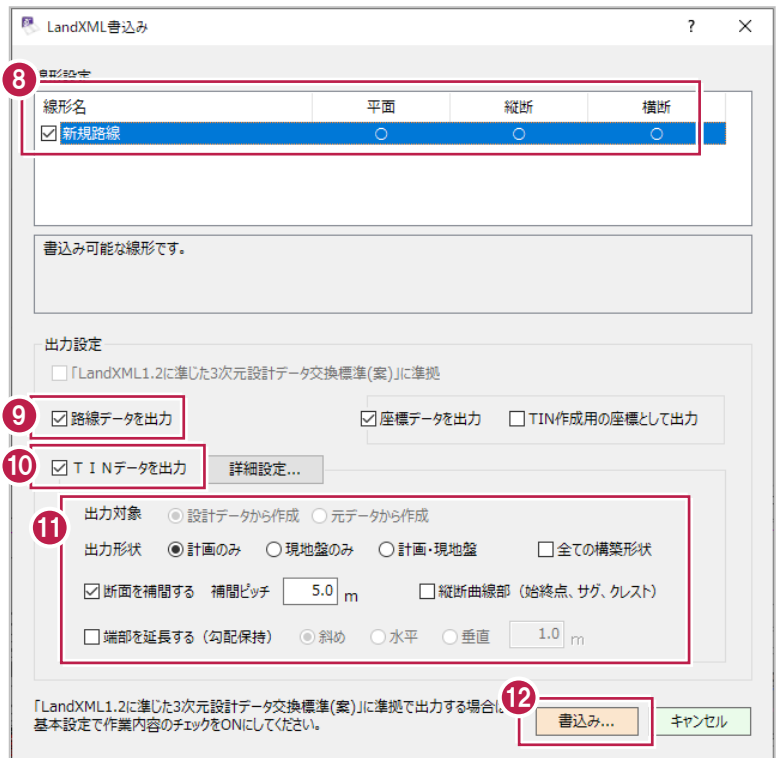 LandXML書込み ? ×
8 線形設定
線形名 平面 縦断 横断
新規路線 ○ ○ ○
書込み可能な線形です。
出力設定
「LandXML1.2に準じた3次元設計データ交換標準(案)」に準拠
9 路線データを出力 座標データを出力 TIN作成用の座標として出力
10 TINデータを出力 詳細設定...
11 出力対象 設計データから作成 元データから作成
出力形状 計画のみ 現地盤のみ 計画・現地盤 全ての構築形状
断面を補間する 補間ピッチ 5.0 m 縦断曲線部（始終点、サグ、クレスト）
端部を延長する（勾配保持） 斜め 水平 垂直 1.0 m
「LandXML1.2に準じた3次元設計データ交換標準(案)」に準拠で出力する場合は
基本設定で作業内容のチェックをONにしてください。
12 書込み... キャンセル